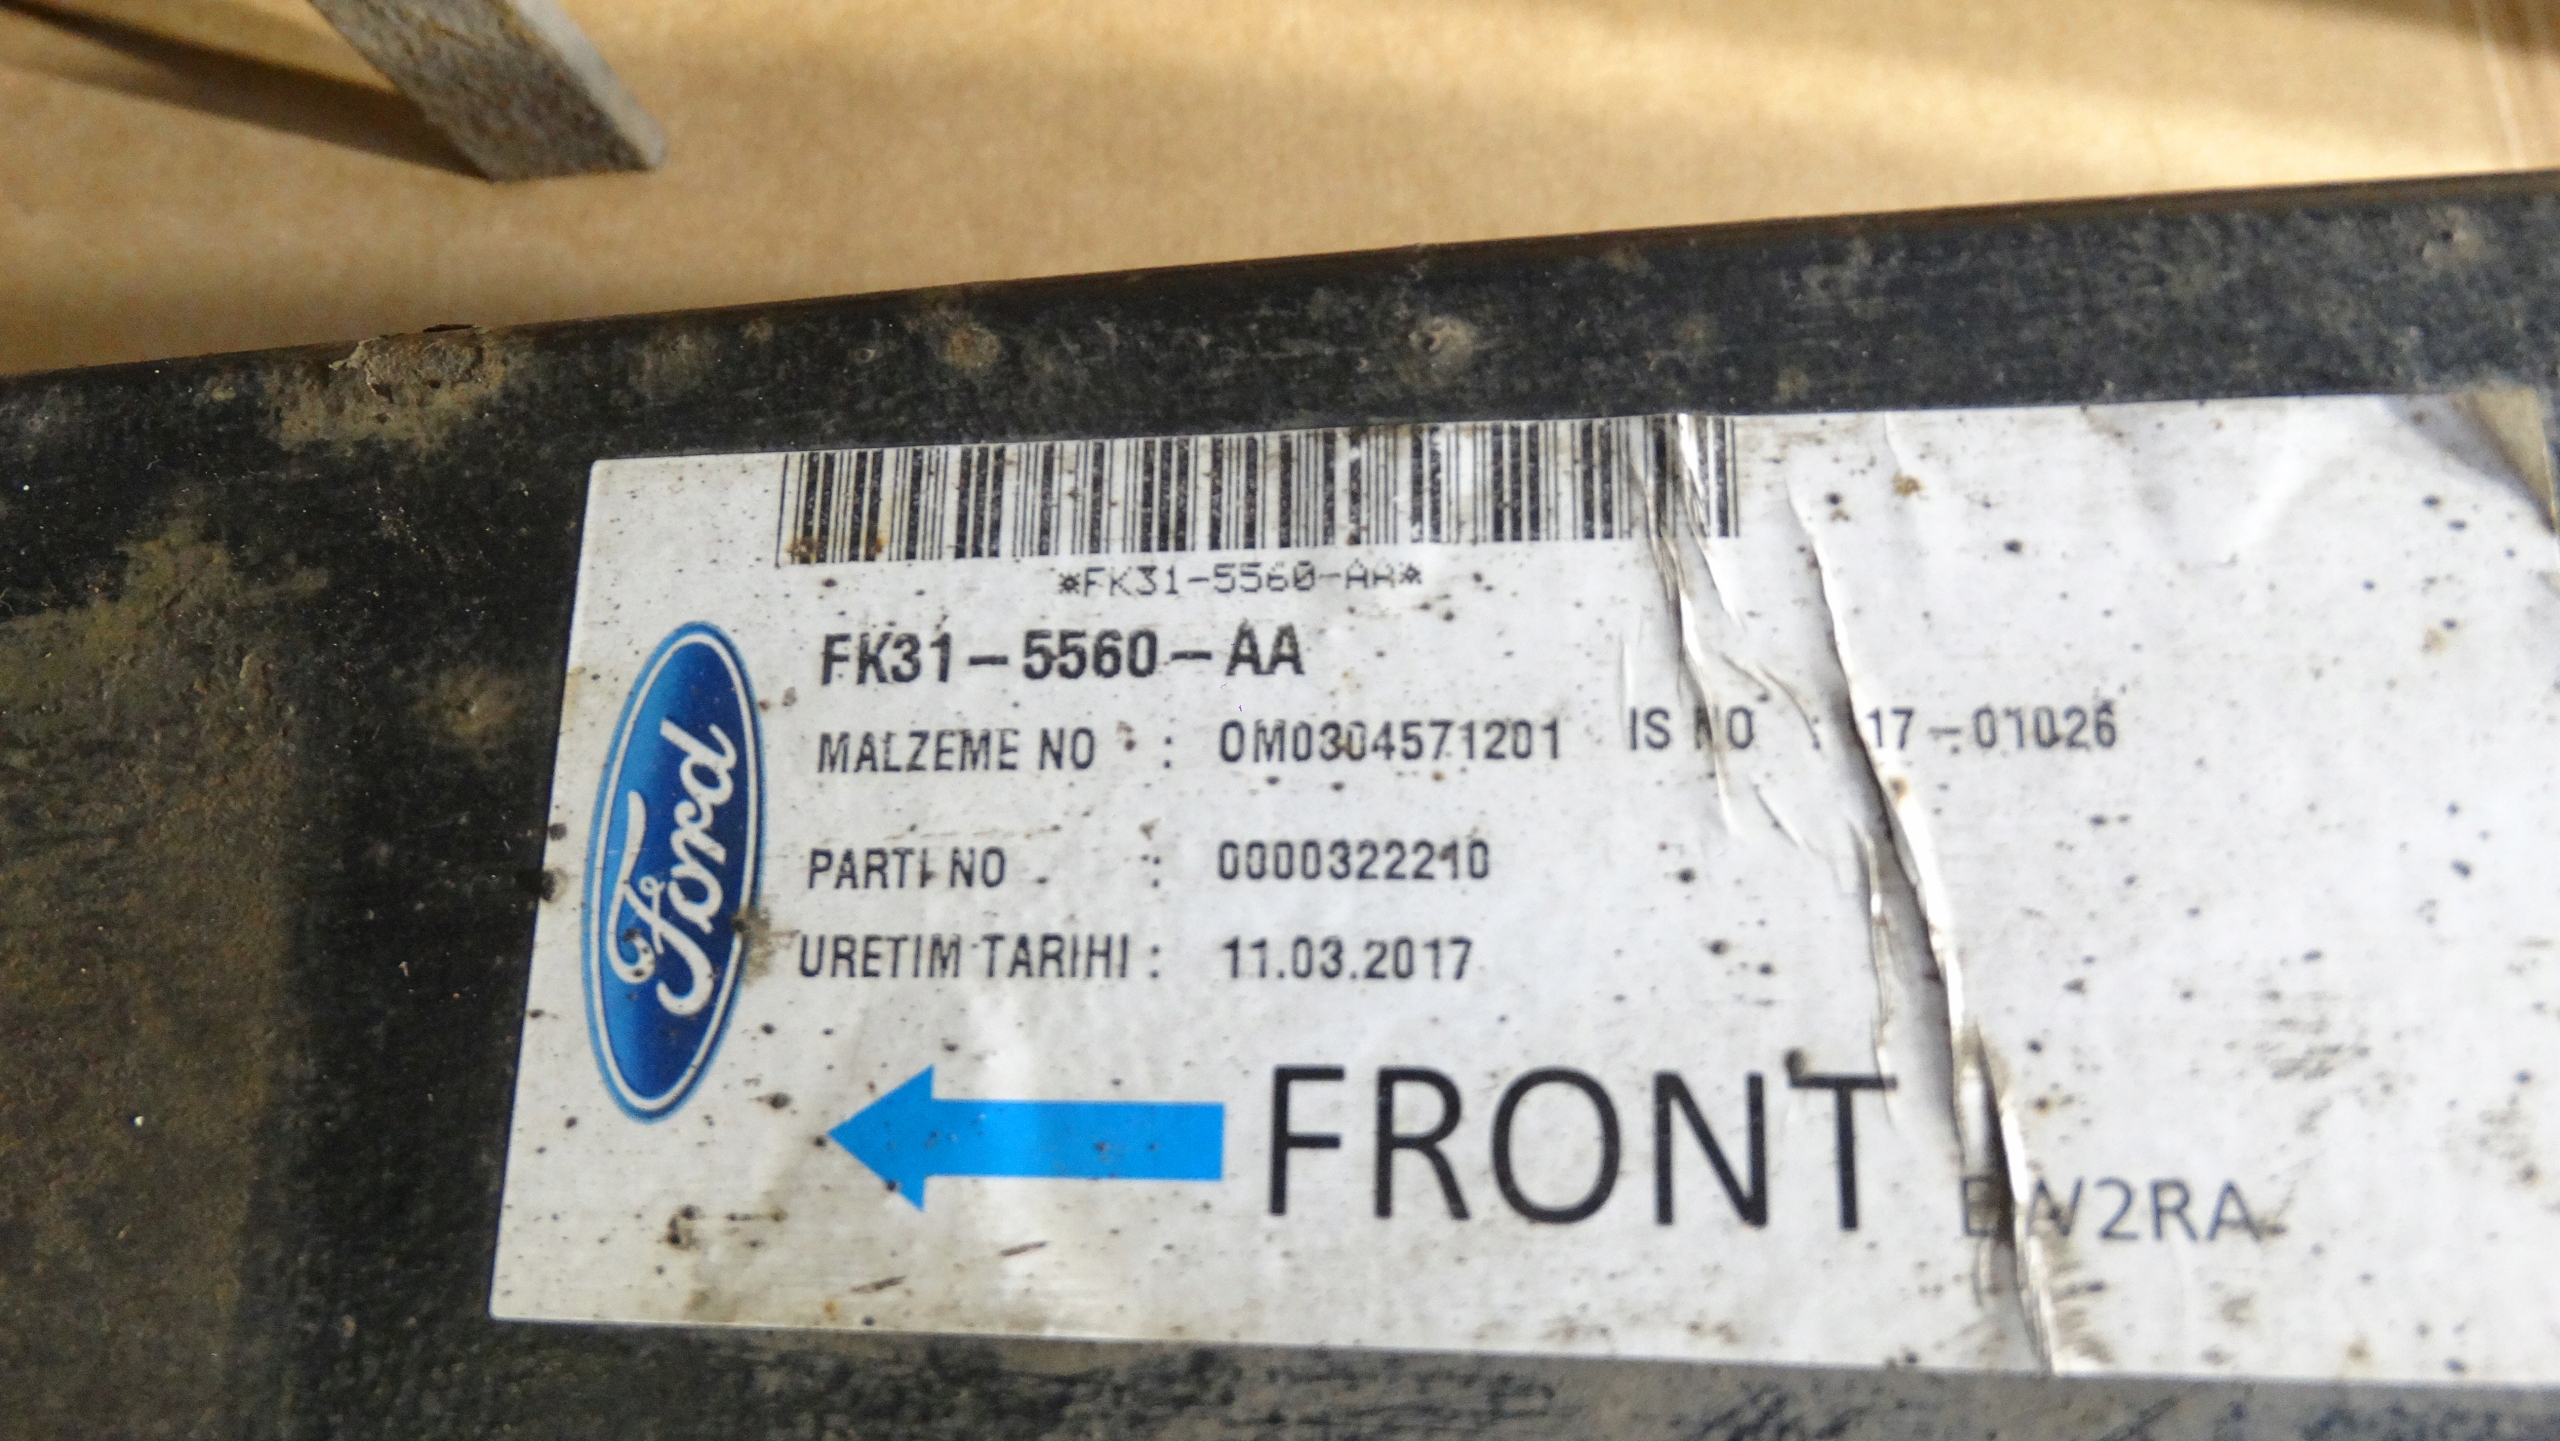 *FK31-5560-AA*
FK31-5560-AA
MALZEME NO : 0M0304571201 IS NO : 17-01026
PARTI NO : 0000322210
URETIM TARIHI : 11.03.2017
Ford
FRONT